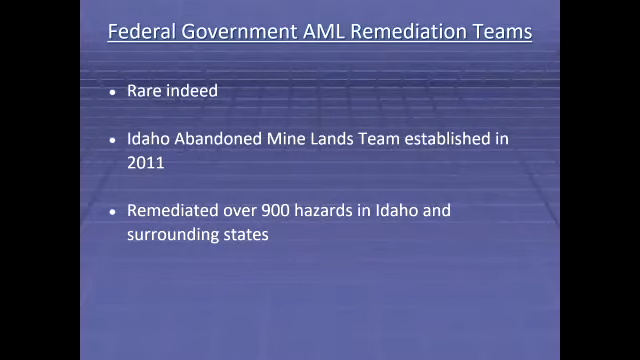 Federal Government AML Remediation Teams
• Rare indeed
• Idaho Abandoned Mine Lands Team established in
2011
• Remediated over 900 hazards in Idaho and
surrounding states